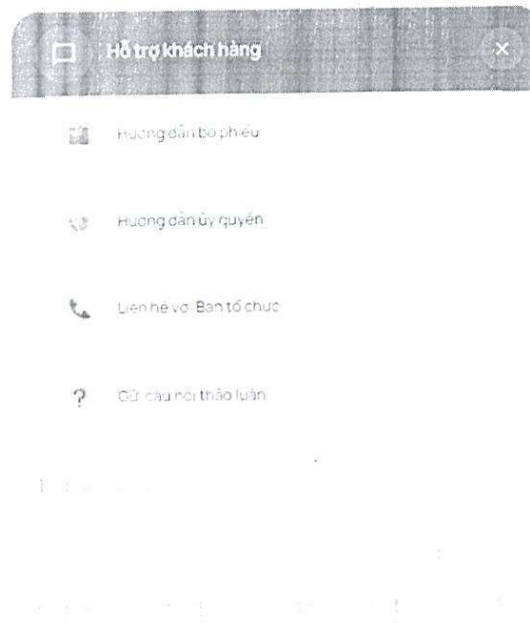 Hỗ trợ khách hàng
Hướng dẫn bỏ phiếu
Hướng dẫn ủy quyền
Liên hệ với Ban tổ chức
Gửi câu hỏi thảo luận